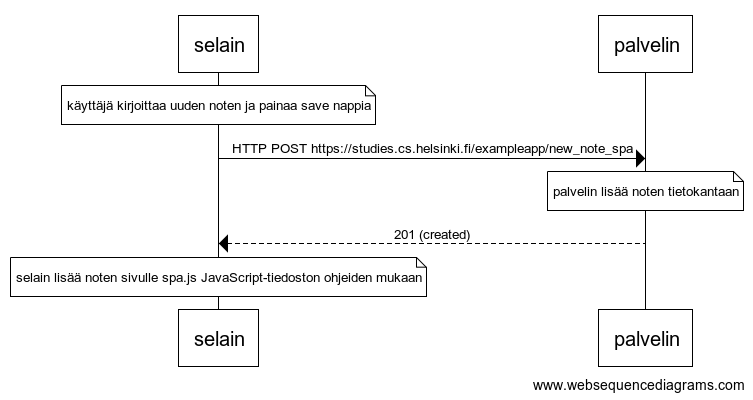 selain
palvelin
käyttäjä kirjoittaa uuden noten ja painaa save nappia
HTTP POST https://studies.cs.helsinki.fi/exampleapp/new_note_spa
palvelin lisää noten tietokantaan
201 (created)
selain lisää noten sivulle spa.js JavaScript-tiedoston ohjeiden mukaan
selain
palvelin
www.websequencediagrams.com